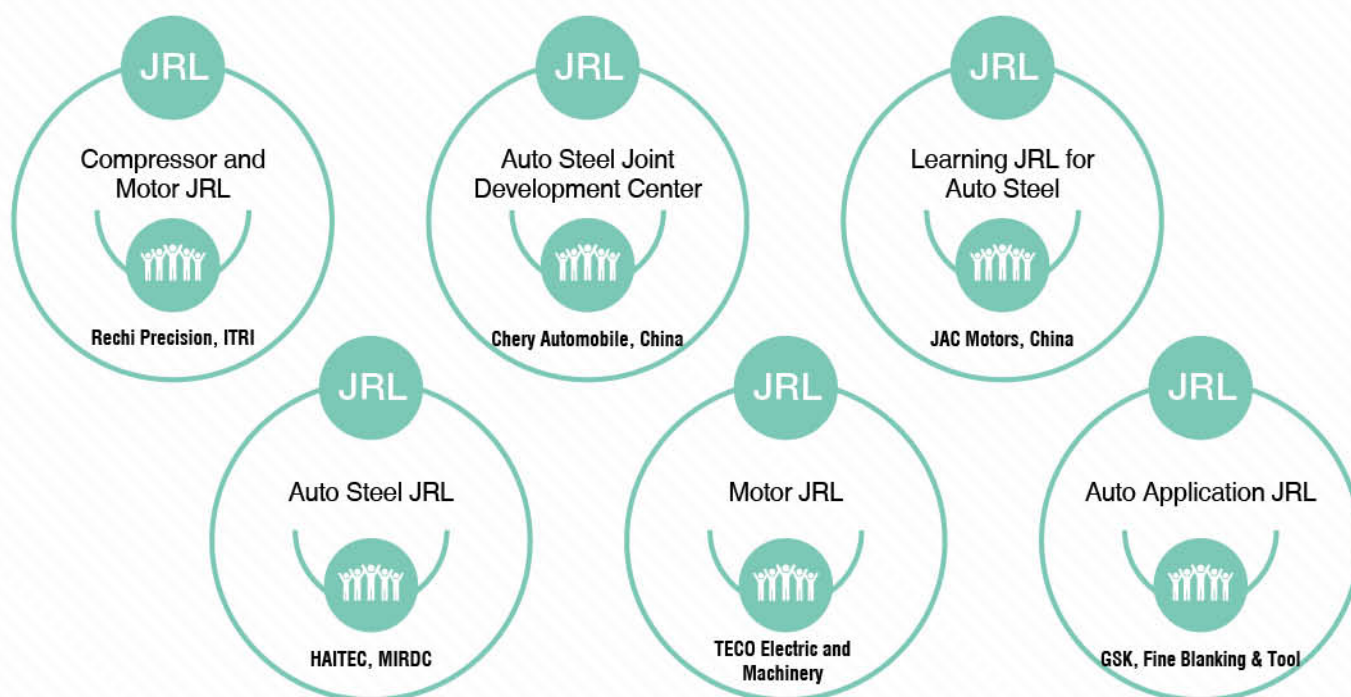 JRL
Compressor and
Motor JRL
Rechi Precision, ITRI
JRL
Auto Steel Joint
Development Center
Chery Automobile, China
JRL
Learning JRL for
Auto Steel
JAC Motors, China
JRL
Auto Steel JRL
HAITEC, MIRDC
JRL
Motor JRL
TECO Electric and
Machinery
JRL
Auto Application JRL
GSK, Fine Blanking & Tool